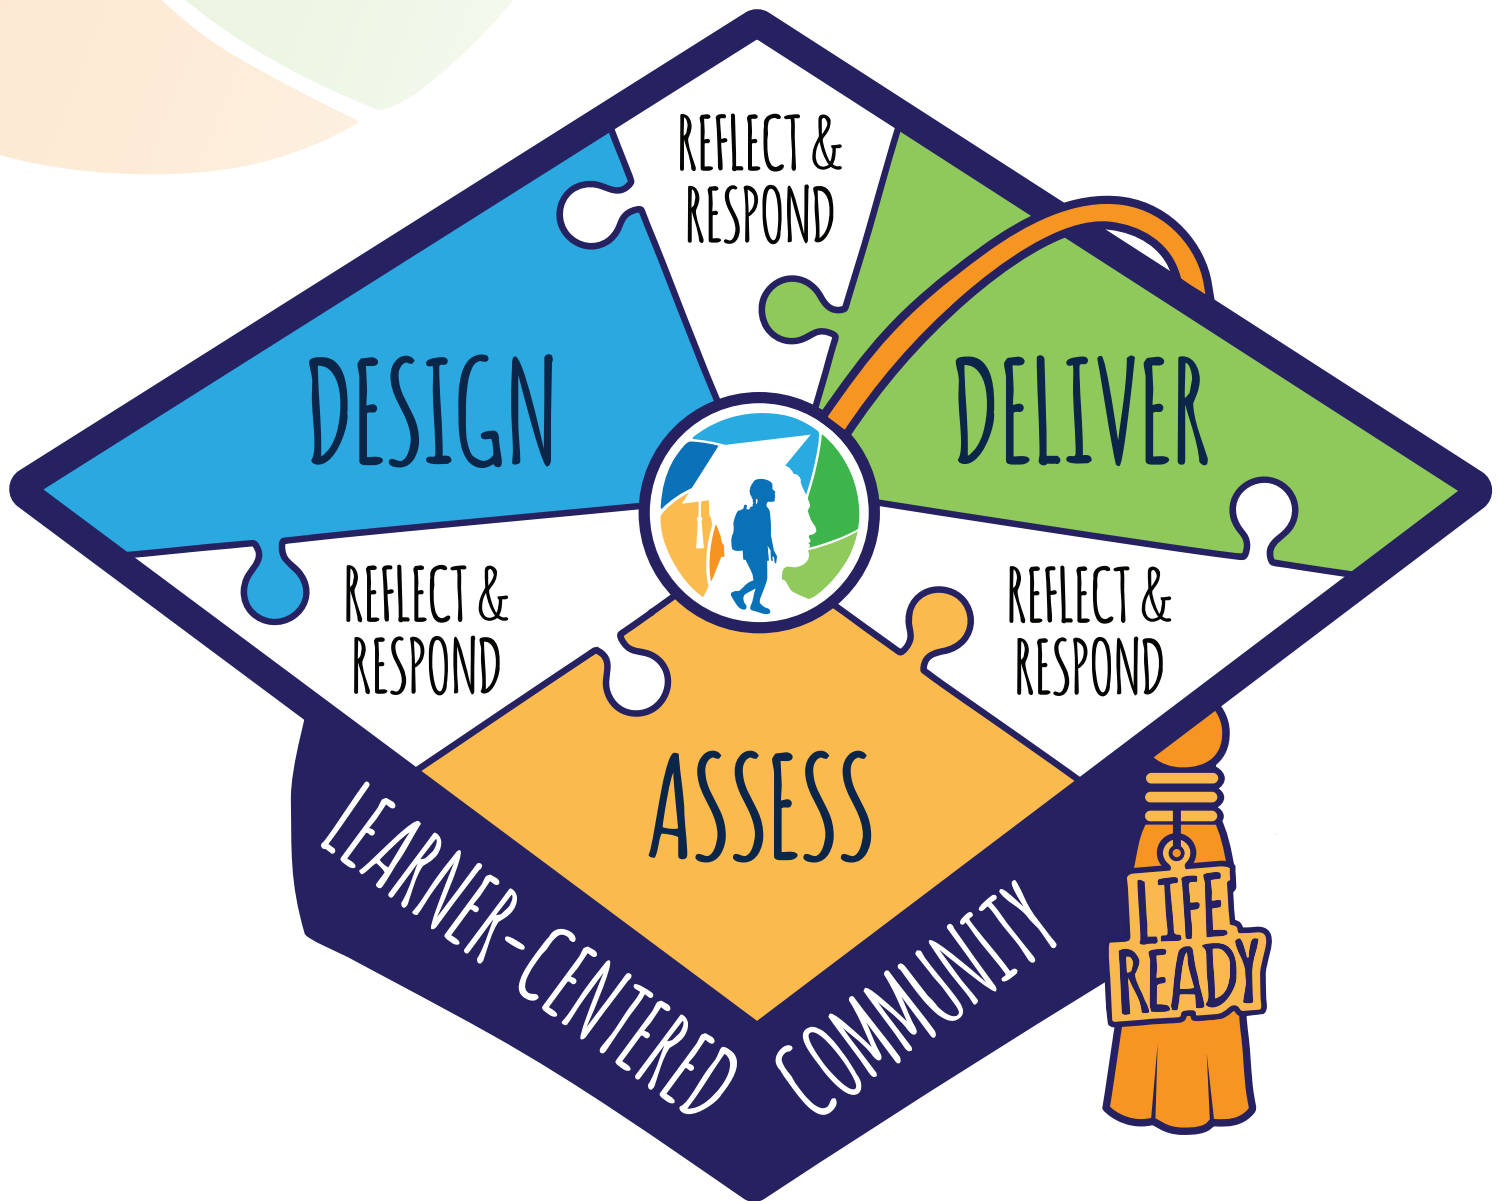 REFLECT &
RESPOND
DESIGN
DELIVER
REFLECT &
RESPOND
REFLECT &
RESPOND
ASSESS
LEARNER-CENTERED
COMMUNITY
LIFE
READY